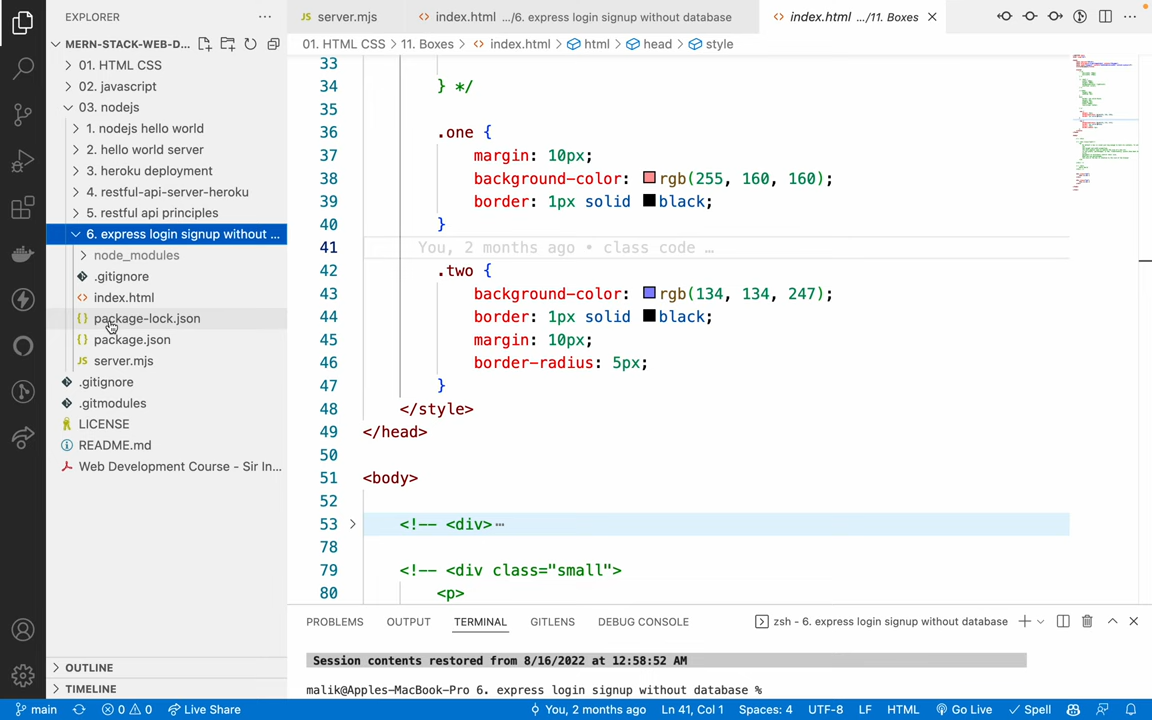 EXPLORER
MERN-STACK-WEB-D...
01. HTML CSS
02. javascript
03. nodejs
1. nodejs hello world
2. hello world server
3. heroku deployment
4. restful-api-server-heroku
5. restful api principles
6. express login signup without ...
node_modules
.gitignore
index.html
package-lock.json
package.json
JS server.mjs
.gitignore
.gitmodules
LICENSE
README.md
Web Development Course - Sir In...
OUTLINE
TIMELINE
JS server.mjs
index.html .../6. express login signup without database
index.html .../11. Boxes
01. HTML CSS > 11. Boxes > index.html > html > head > style
33
34 } */
35
36 .one {
37 margin: 10px;
38 background-color: rgb(255, 160, 160);
39 border: 1px solid black;
40 }
41 You, 2 months ago • class code ...
42 .two {
43 background-color: rgb(134, 134, 247);
44 border: 1px solid black;
45 margin: 10px;
46 border-radius: 5px;
47 }
48 </style>
49 </head>
50
51 <body>
52
53 <!-- <div>...
78
79 <!-- <div class="small">
80 <p>
PROBLEMS OUTPUT TERMINAL GITLENS DEBUG CONSOLE
zsh - 6. express login signup without database
Session contents restored from 8/16/2022 at 12:58:52 AM
malik@Apples-MacBook-Pro 6. express login signup without database %
main 0 0 Live Share You, 2 months ago Ln 41, Col 1 Spaces: 4 UTF-8 LF HTML Go Live Spell